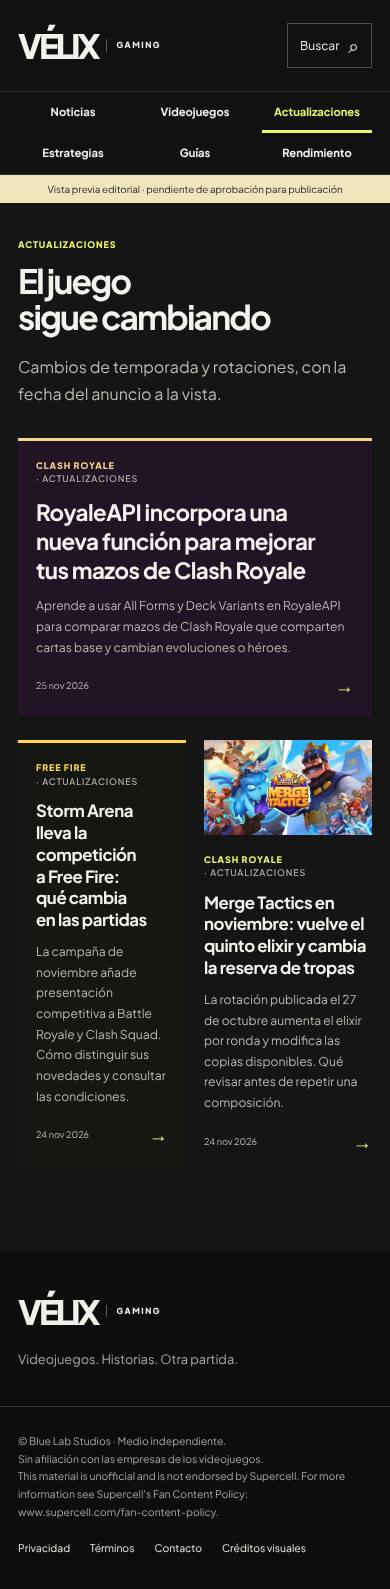 VÉLIX | GAMING
Buscar
Noticias Videojuegos Actualizaciones
Estrategias Guías Rendimiento
Vista previa editorial · pendiente de aprobación para publicación
ACTUALIZACIONES
El juego
sigue cambiando
Cambios de temporada y rotaciones, con la
fecha del anuncio a la vista.
CLASH ROYALE
· ACTUALIZACIONES
RoyaleAPI incorpora una
nueva función para mejorar
tus mazos de Clash Royale
Aprende a usar All Forms y Deck Variants en RoyaleAPI
para comparar mazos de Clash Royale que comparten
cartas base y cambian evoluciones o héroes.
25 nov 2026 →
FREE FIRE
· ACTUALIZACIONES
Storm Arena
lleva la
competición
a Free Fire:
qué cambia
en las partidas
La campaña de
noviembre añade
presentación
competitiva a Battle
Royale y Clash Squad.
Cómo distinguir sus
novedades y consultar
las condiciones.
24 nov 2026 →
MERGE
TACTICS
CLASH ROYALE
· ACTUALIZACIONES
Merge Tactics en
noviembre: vuelve el
quinto elixir y cambia
la reserva de tropas
La rotación publicada el 27
de octubre aumenta el elixir
por ronda y modifica las
copias disponibles. Qué
revisar antes de repetir una
composición.
24 nov 2026 →
VÉLIX | GAMING
Videojuegos. Historias. Otra partida.
© Blue Lab Studios · Medio independiente.
Sin afiliación con las empresas de los videojuegos.
This material is unofficial and is not endorsed by Supercell. For more
information see Supercell's Fan Content Policy:
www.supercell.com/fan-content-policy.
Privacidad Términos Contacto Créditos visuales